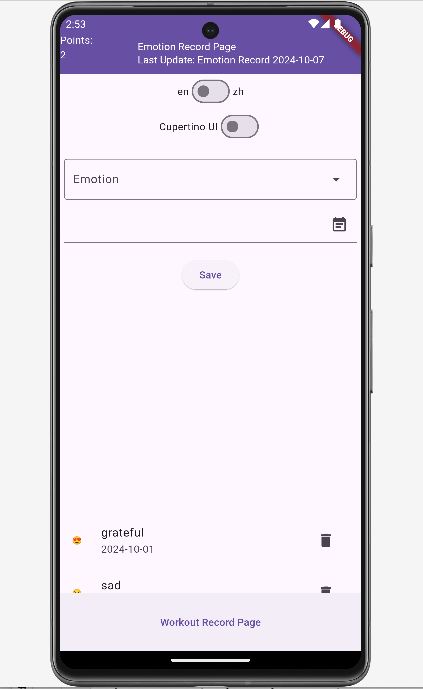 2:53
DEBUG
Points:
2
Emotion Record Page
Last Update: Emotion Record 2024-10-07
en zh
Cupertino UI
Emotion
Save
grateful
2024-10-01
sad
Workout Record Page